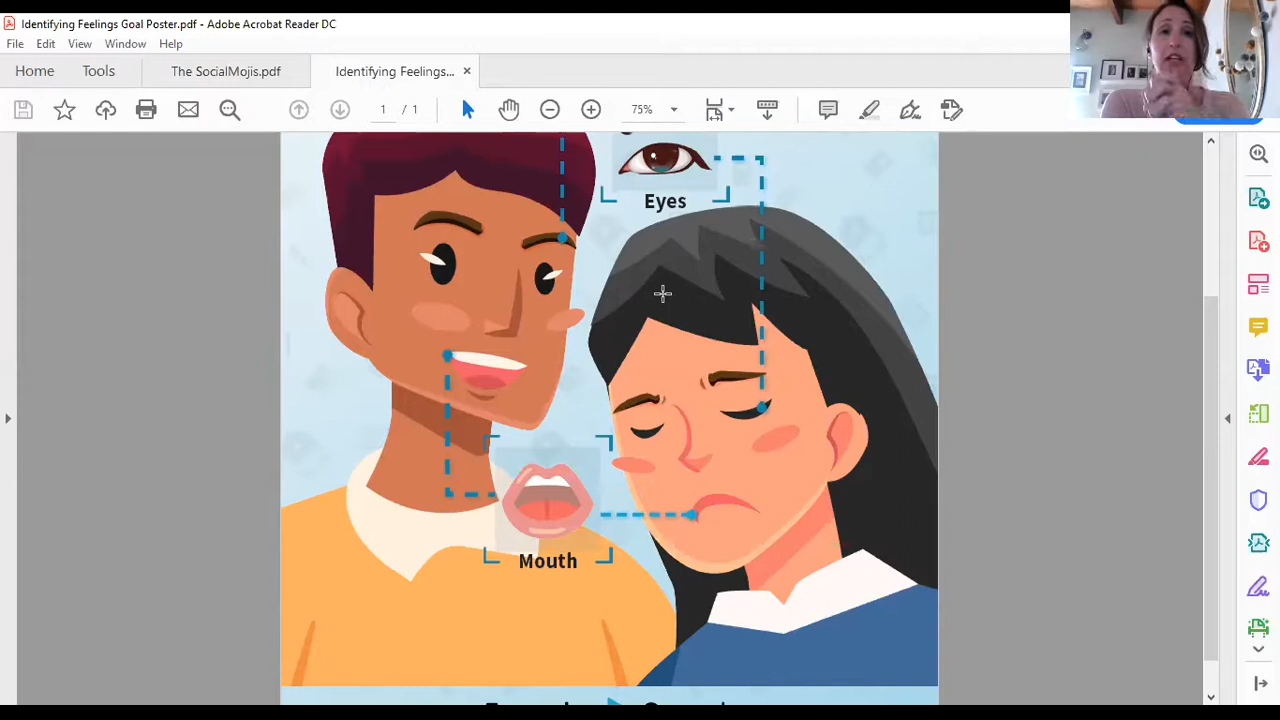 Identifying Feelings Goal Poster.pdf - Adobe Acrobat Reader DC
File Edit View Window Help
Home Tools The SocialMojis.pdf Identifying Feelings... ×
1 / 1 75%
Eyes
Mouth